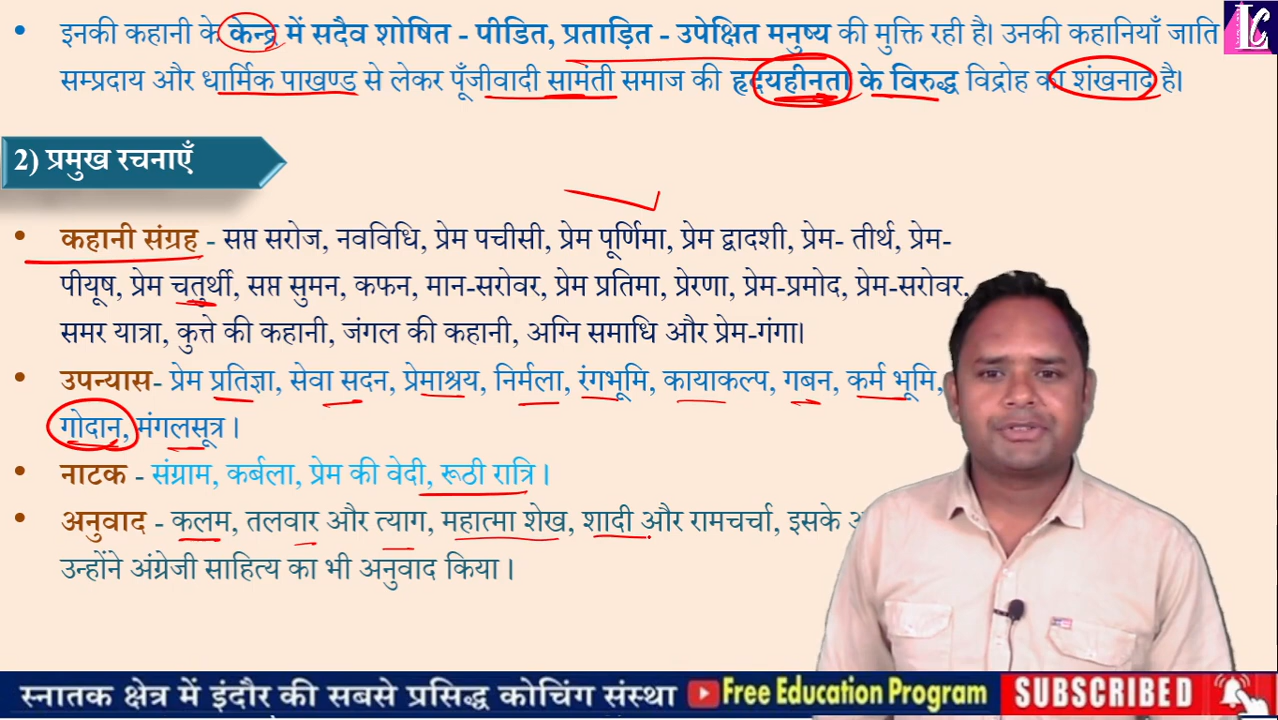 इनकी कहानी के केन्द्र में सदैव शोषित - पीडित, प्रताड़ित - उपेक्षित मनुष्य की मुक्ति रही है। उनकी कहानियाँ जाति
सम्प्रदाय और धार्मिक पाखण्ड से लेकर पूँजीवादी सामंती समाज की हृदयहीनता के विरुद्ध विद्रोह का शंखनाद है।
LC
2) प्रमुख रचनाएँ
कहानी संग्रह - सप्त सरोज, नवविधि, प्रेम पचीसी, प्रेम पूर्णिमा, प्रेम द्वादशी, प्रेम- तीर्थ, प्रेम-
पीयूष, प्रेम चतुर्थी, सप्त सुमन, कफन, मान-सरोवर, प्रेम प्रतिमा, प्रेरणा, प्रेम-प्रमोद, प्रेम-सरोवर,
समर यात्रा, कुत्ते की कहानी, जंगल की कहानी, अग्नि समाधि और प्रेम-गंगा।
उपन्यास- प्रेम प्रतिज्ञा, सेवा सदन, प्रेमाश्रय, निर्मला, रंगभूमि, कायाकल्प, गबन, कर्म भूमि,
गोदान, मंगलसूत्र।
नाटक - संग्राम, कर्बला, प्रेम की वेदी, रूठी रात्रि।
अनुवाद - कलम, तलवार और त्याग, महात्मा शेख, शादी और रामचर्चा, इसके
उन्होंने अंग्रेजी साहित्य का भी अनुवाद किया।
स्नातक क्षेत्र में इंदौर की सबसे प्रसिद्ध कोचिंग संस्था Free Education Program SUBSCRIBED